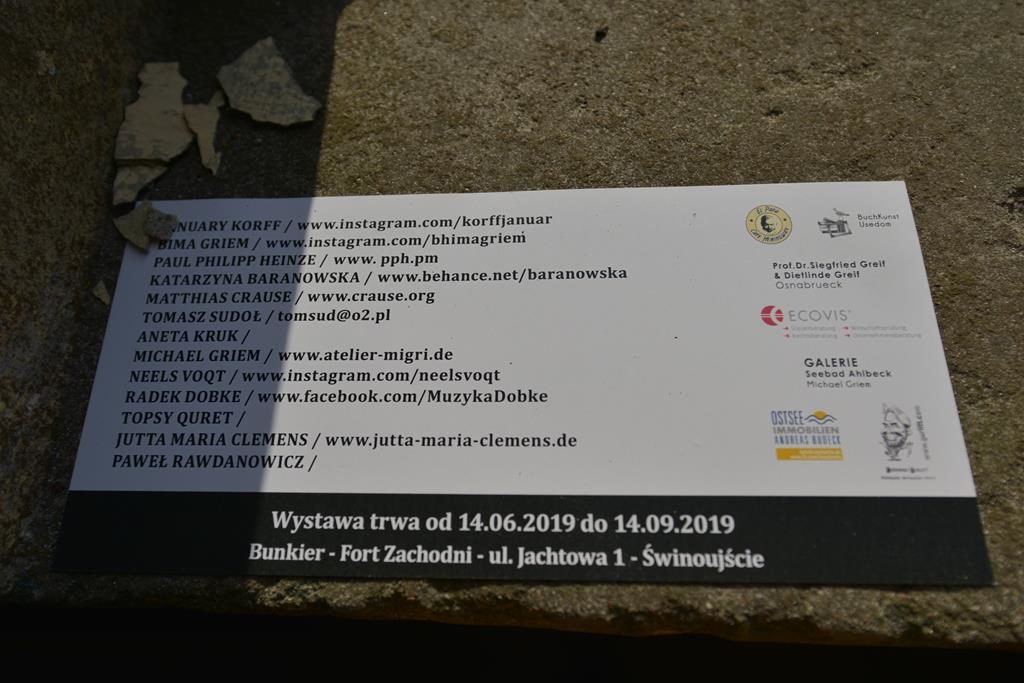 NUARY KORFF / www.instagram.com/korffjanuar
BIMA GRIEM / www.instagram.com/bhimagriem
PAUL PHILIPP HEINZE / www. pph.pm
KATARZYNA BARANOWSKA / www.behance.net/baranowska
MATTHIAS CRAUSE / www.crause.org
TOMASZ SUDOŁ / tomsud@o2.pl
ANETA KRUK /
MICHAEL GRIEM / www.atelier-migri.de
NEELS VOQT / www.instagram.com/neelsvoqt
RADEK DOBKE / www.facebook.com/MuzykaDobke
TOPSY QURET /
JUTTA MARIA CLEMENS / www.jutta-maria-clemens.de
PAWEŁ RAWDANOWICZ /
BuchKunst
Usedom
Prof.Dr.Siegfried Greif
& Dietlinde Greif
Osnabrueck
ECOVIS®
Steuerberatung Wirtschaftsprüfung
Rechtsberatung Unternehmensberatung
GALERIE
Seebad Ahlbeck
Michael Griem
OSTSEE
IMMOBILIEN
ANDREAS BUDECK
Wystawa trwa od 14.06.2019 do 14.09.2019
Bunkier - Fort Zachodni - ul. Jachtowa 1 - Świnoujście